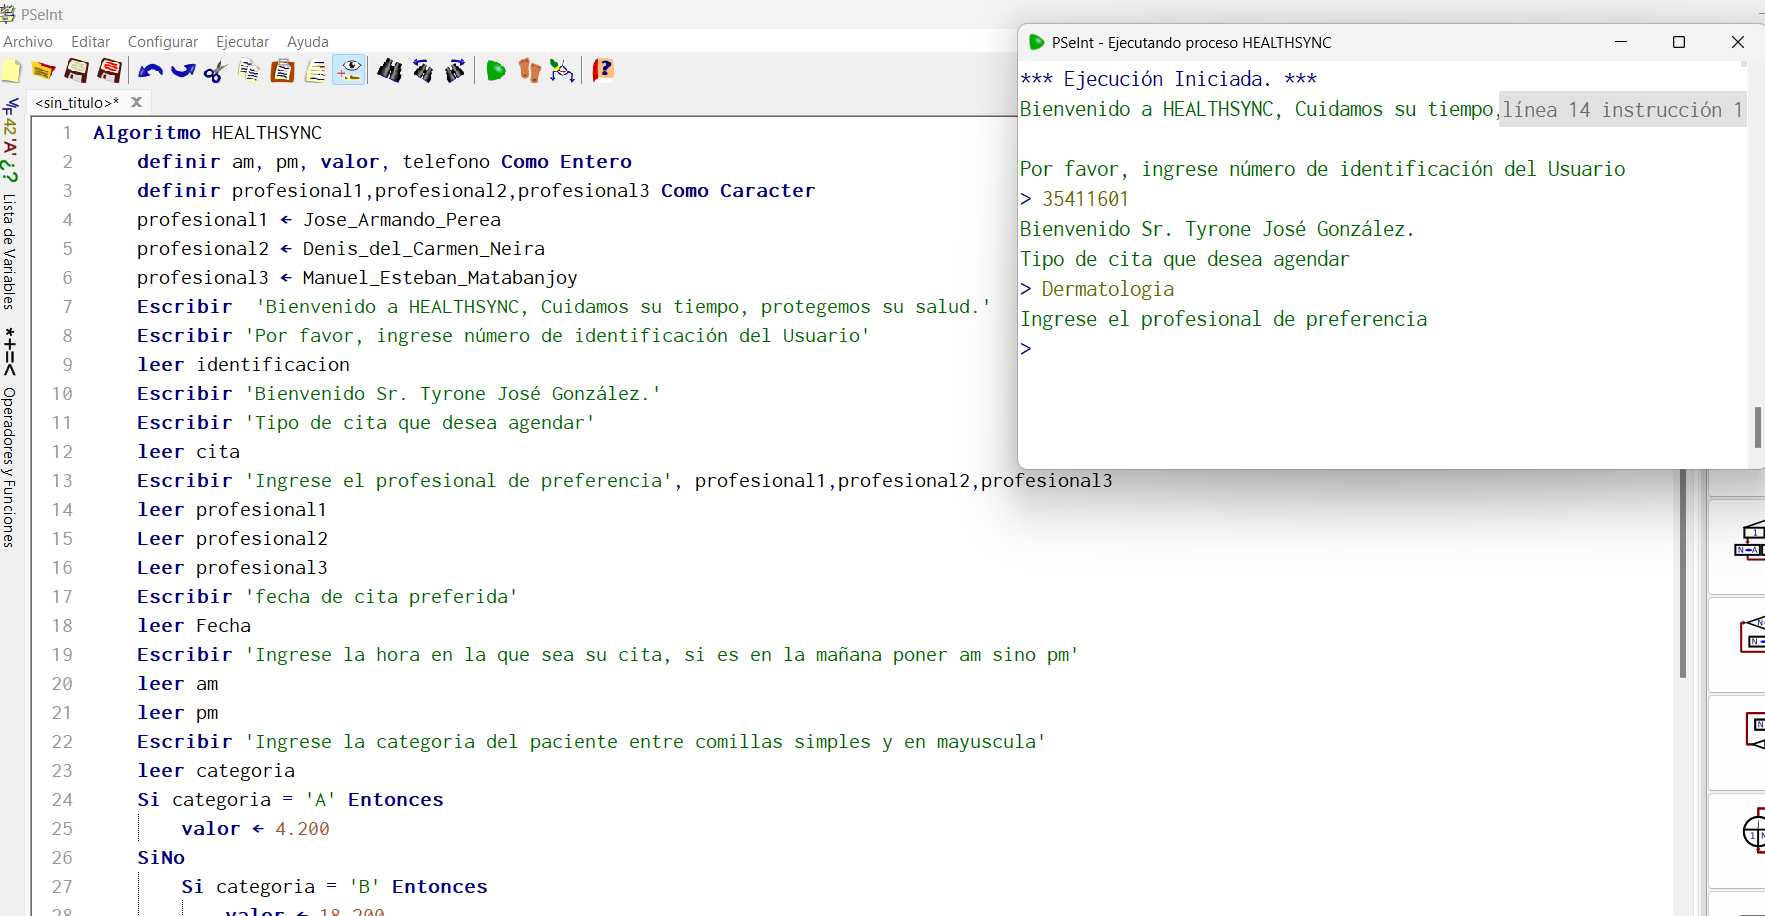 PSeInt
Archivo Editar Configurar Ejecutar Ayuda
<sin_titulo>*
Lista de Variables
Operadores y Funciones
1 Algoritmo HEALTHSYNC
2 definir am, pm, valor, telefono Como Entero
3 definir profesional1,profesional2,profesional3 Como Caracter
4 profesional1 ← Jose_Armando_Perea
5 profesional2 ← Denis_del_Carmen_Neira
6 profesional3 ← Manuel_Esteban_Matabanjoy
7 Escribir 'Bienvenido a HEALTHSYNC, Cuidamos su tiempo, protegemos su salud.'
8 Escribir 'Por favor, ingrese número de identificación del Usuario'
9 leer identificacion
10 Escribir 'Bienvenido Sr. Tyrone José González.'
11 Escribir 'Tipo de cita que desea agendar'
12 leer cita
13 Escribir 'Ingrese el profesional de preferencia', profesional1,profesional2,profesional3
14 leer profesional1
15 Leer profesional2
16 Leer profesional3
17 Escribir 'fecha de cita preferida'
18 leer Fecha
19 Escribir 'Ingrese la hora en la que sea su cita, si es en la mañana poner am sino pm'
20 leer am
21 leer pm
22 Escribir 'Ingrese la categoria del paciente entre comillas simples y en mayuscula'
23 leer categoria
24 Si categoria = 'A' Entonces
25 valor ← 4.200
26 SiNo
27 Si categoria = 'B' Entonces
28 valor ← 18.200
PSeInt - Ejecutando proceso HEALTHSYNC
*** Ejecución Iniciada. ***
Bienvenido a HEALTHSYNC, Cuidamos su tiempo,
línea 14 instrucción 1
Por favor, ingrese número de identificación del Usuario
> 35411601
Bienvenido Sr. Tyrone José González.
Tipo de cita que desea agendar
> Dermatologia
Ingrese el profesional de preferencia
>